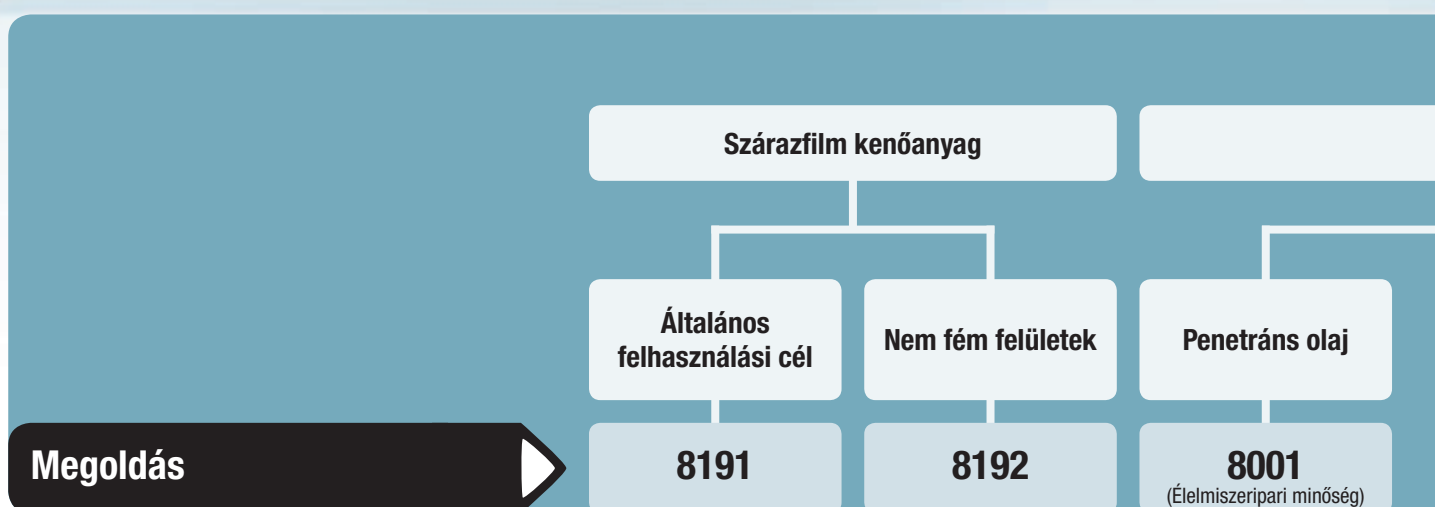 Szárazfilm kenőanyag
Általános
felhasználási cél
Nem fém felületek
Penetráns olaj
Megoldás
8191
8192
8001
(Élelmiszeripari minőség)